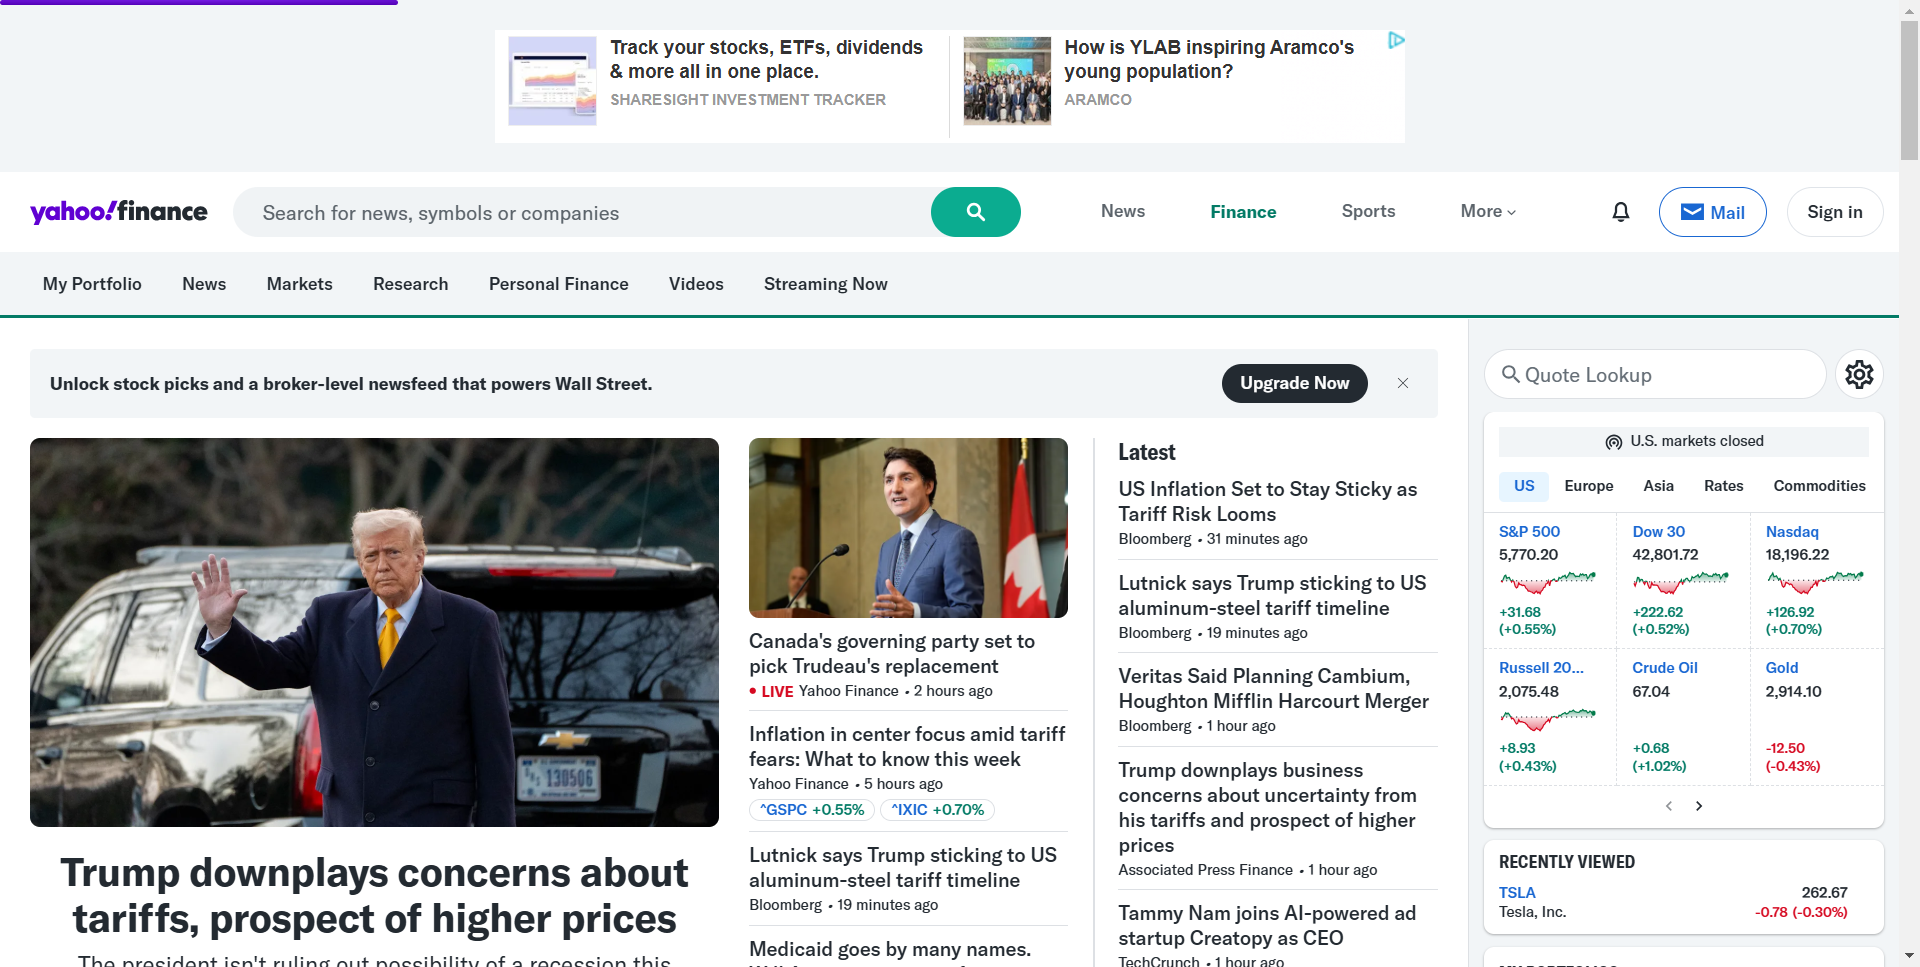 Track your stocks, ETFs, dividends
& more all in one place.
SHARESIGHT INVESTMENT TRACKER
How is YLAB inspiring Aramco's
young population?
ARAMCO
yahoo!finance
Search for news, symbols or companies
News
Finance
Sports
More
Mail
Sign in
My Portfolio
News
Markets
Research
Personal Finance
Videos
Streaming Now
Unlock stock picks and a broker-level newsfeed that powers Wall Street.
Upgrade Now
130506
Trump downplays concerns about
tariffs, prospect of higher prices
The president isn't ruling out possibility of a recession this
Canada's governing party set to
pick Trudeau's replacement
• LIVE Yahoo Finance • 2 hours ago
Inflation in center focus amid tariff
fears: What to know this week
Yahoo Finance • 5 hours ago
^GSPC +0.55%
^IXIC +0.70%
Lutnick says Trump sticking to US
aluminum-steel tariff timeline
Bloomberg • 19 minutes ago
Medicaid goes by many names.
Latest
US Inflation Set to Stay Sticky as
Tariff Risk Looms
Bloomberg • 31 minutes ago
Lutnick says Trump sticking to US
aluminum-steel tariff timeline
Bloomberg • 19 minutes ago
Veritas Said Planning Cambium,
Houghton Mifflin Harcourt Merger
Bloomberg • 1 hour ago
Trump downplays business
concerns about uncertainty from
his tariffs and prospect of higher
prices
Associated Press Finance • 1 hour ago
Tammy Nam joins AI-powered ad
startup Creatopy as CEO
TechCrunch • 1 hour ago
Quote Lookup
U.S. markets closed
US
Europe
Asia
Rates
Commodities
S&P 500
5,770.20
+31.68
(+0.55%)
Dow 30
42,801.72
+222.62
(+0.52%)
Nasdaq
18,196.22
+126.92
(+0.70%)
Russell 20...
2,075.48
+8.93
(+0.43%)
Crude Oil
67.04
+0.68
(+1.02%)
Gold
2,914.10
-12.50
(-0.43%)
RECENTLY VIEWED
TSLA
262.67
Tesla, Inc.
-0.78 (-0.30%)